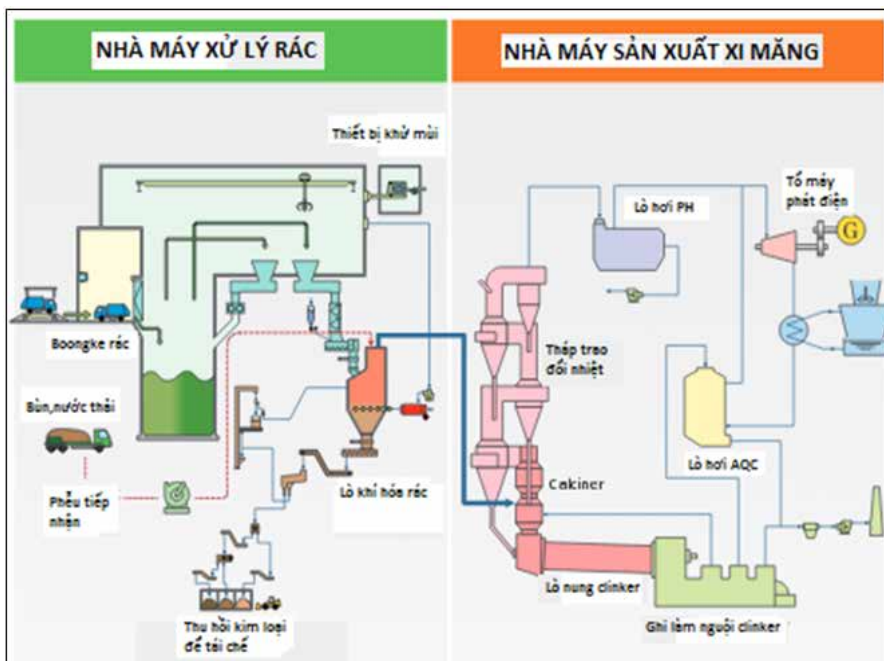 NHÀ MÁY XỬ LÝ RÁC
NHÀ MÁY SẢN XUẤT XI MĂNG
Thiết bị khử mùi
Lò hơi PH
Tổ máy
phát điện
G
Boongke rác
Tháp trao
đổi nhiệt
Bùn,nước thải
Lò hơi AQC
Cakiner
Phễu tiếp
nhận
Lò khí hóa rác
Lò nung clinker
Ghi làm nguội clinker
Thu hồi kim loại
để tái chế